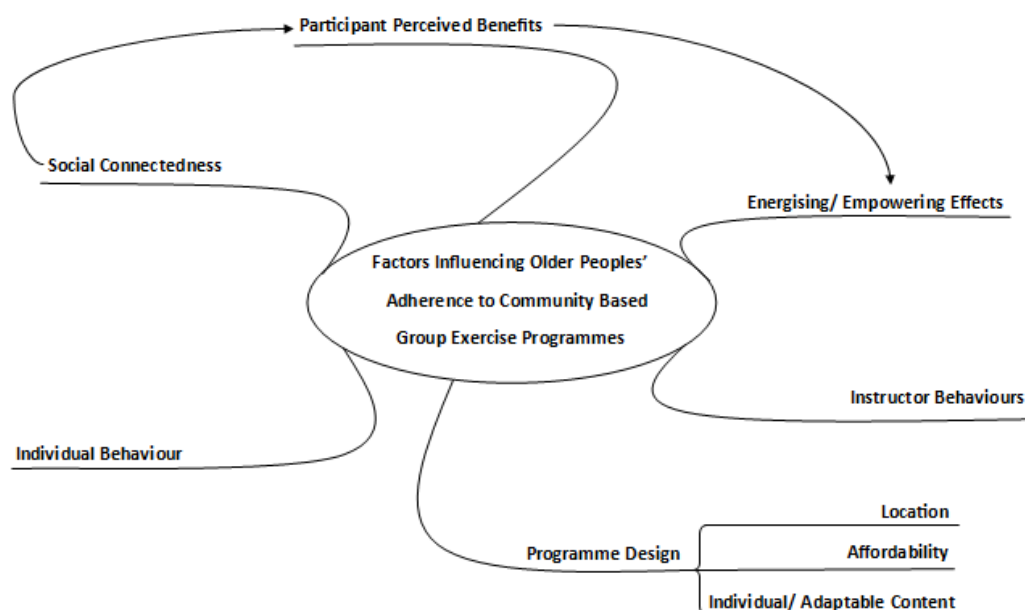 Participant Perceived Benefits
Social Connectedness
Energising/ Empowering Effects
Factors Influencing Older Peoples’
Adherence to Community Based
Group Exercise Programmes
Instructor Behaviours
Individual Behaviour
Programme Design
Location
Affordability
Individual/ Adaptable Content